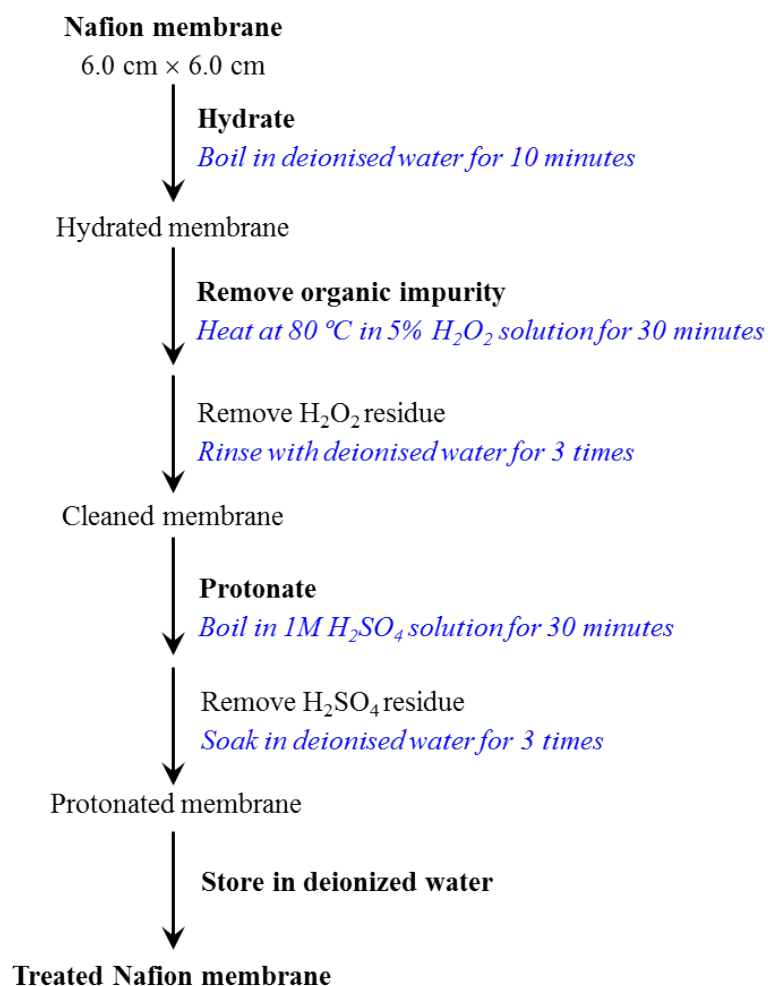 Nafion membrane
6.0 cm × 6.0 cm
Hydrate
Boil in deionised water for 10 minutes
Hydrated membrane
Remove organic impurity
Heat at 80 ºC in 5% H₂O₂ solution for 30 minutes
Remove H₂O₂ residue
Rinse with deionised water for 3 times
Cleaned membrane
Protonate
Boil in 1M H₂SO₄ solution for 30 minutes
Remove H₂SO₄ residue
Soak in deionised water for 3 times
Protonated membrane
Store in deionized water
Treated Nafion membrane